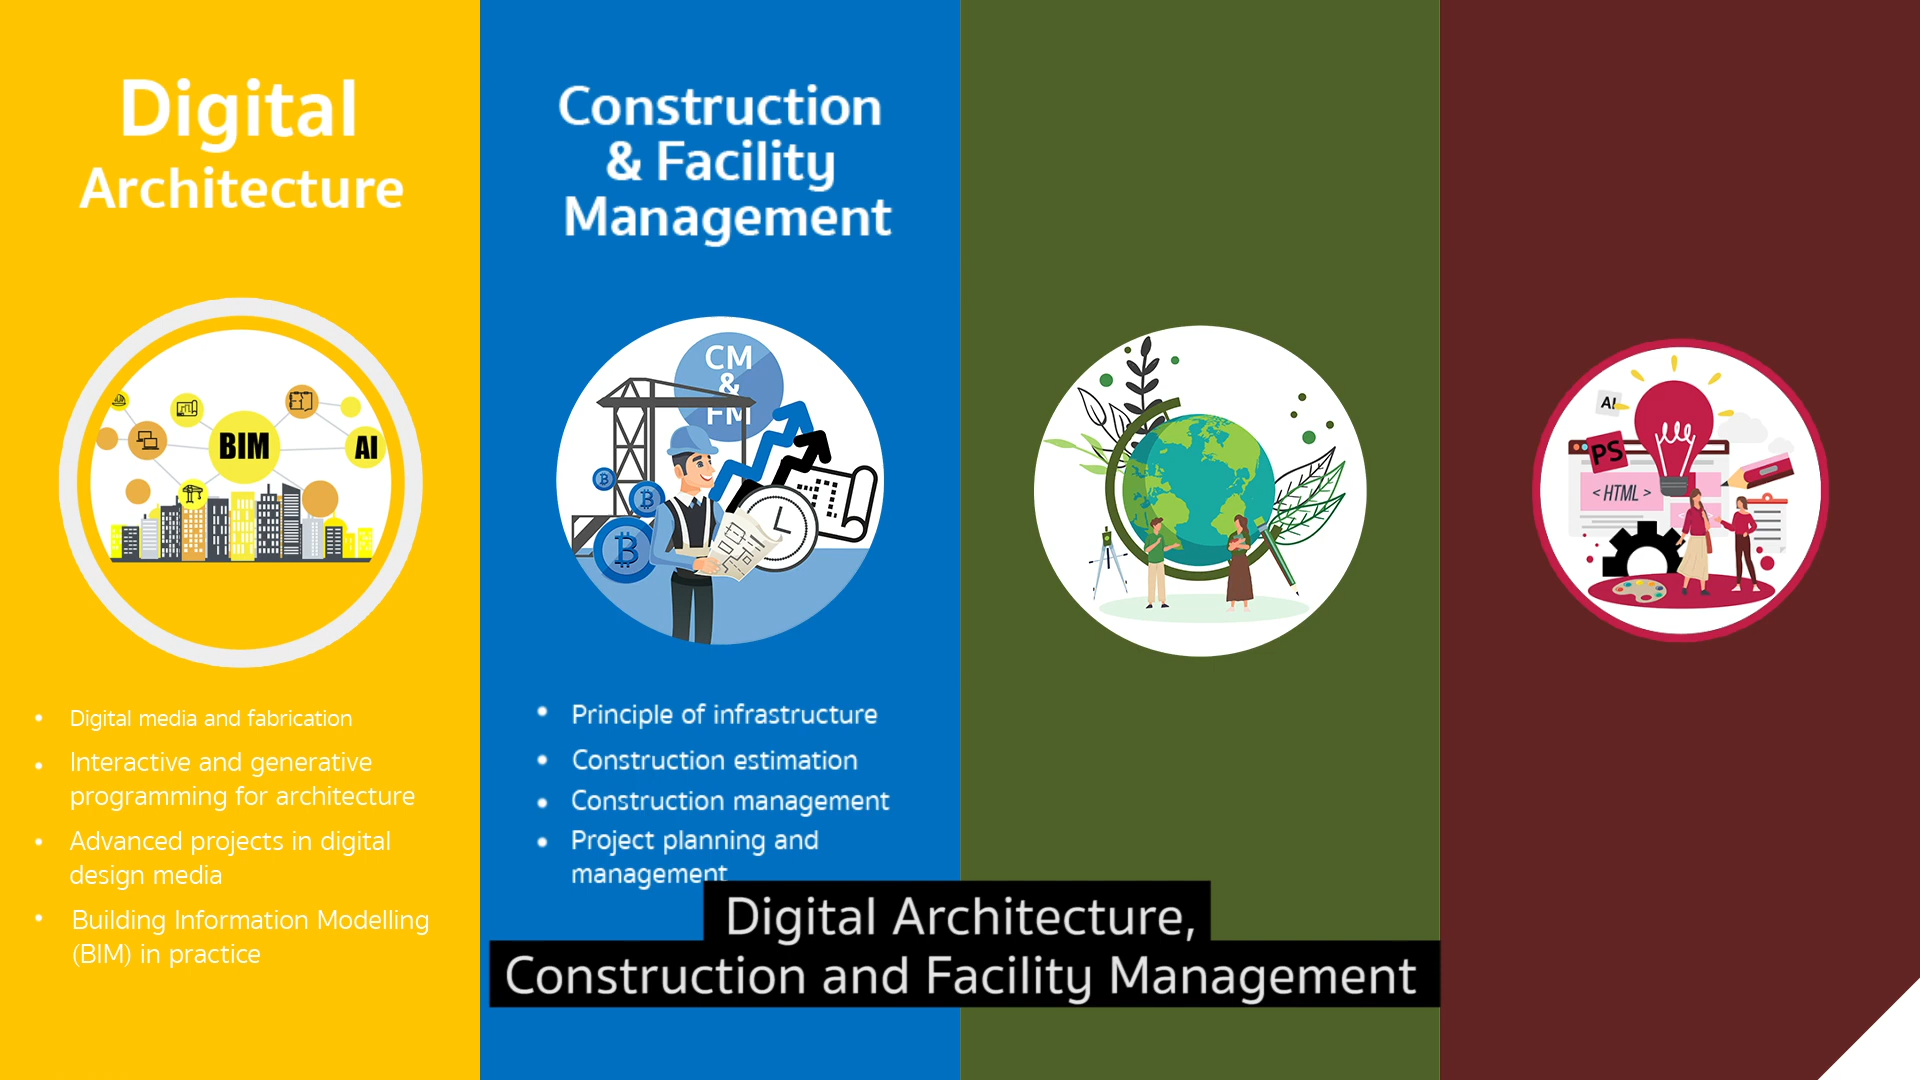 Digital
Architecture
BIM
AI
• Digital media and fabrication
• Interactive and generative
programming for architecture
• Advanced projects in digital
design media
• Building Information Modelling
(BIM) in practice
Construction
& Facility
Management
CM
&
FM
• Principle of infrastructure
• Construction estimation
• Construction management
• Project planning and
management
AI
PS
< HTML >
Digital Architecture,
Construction and Facility Management